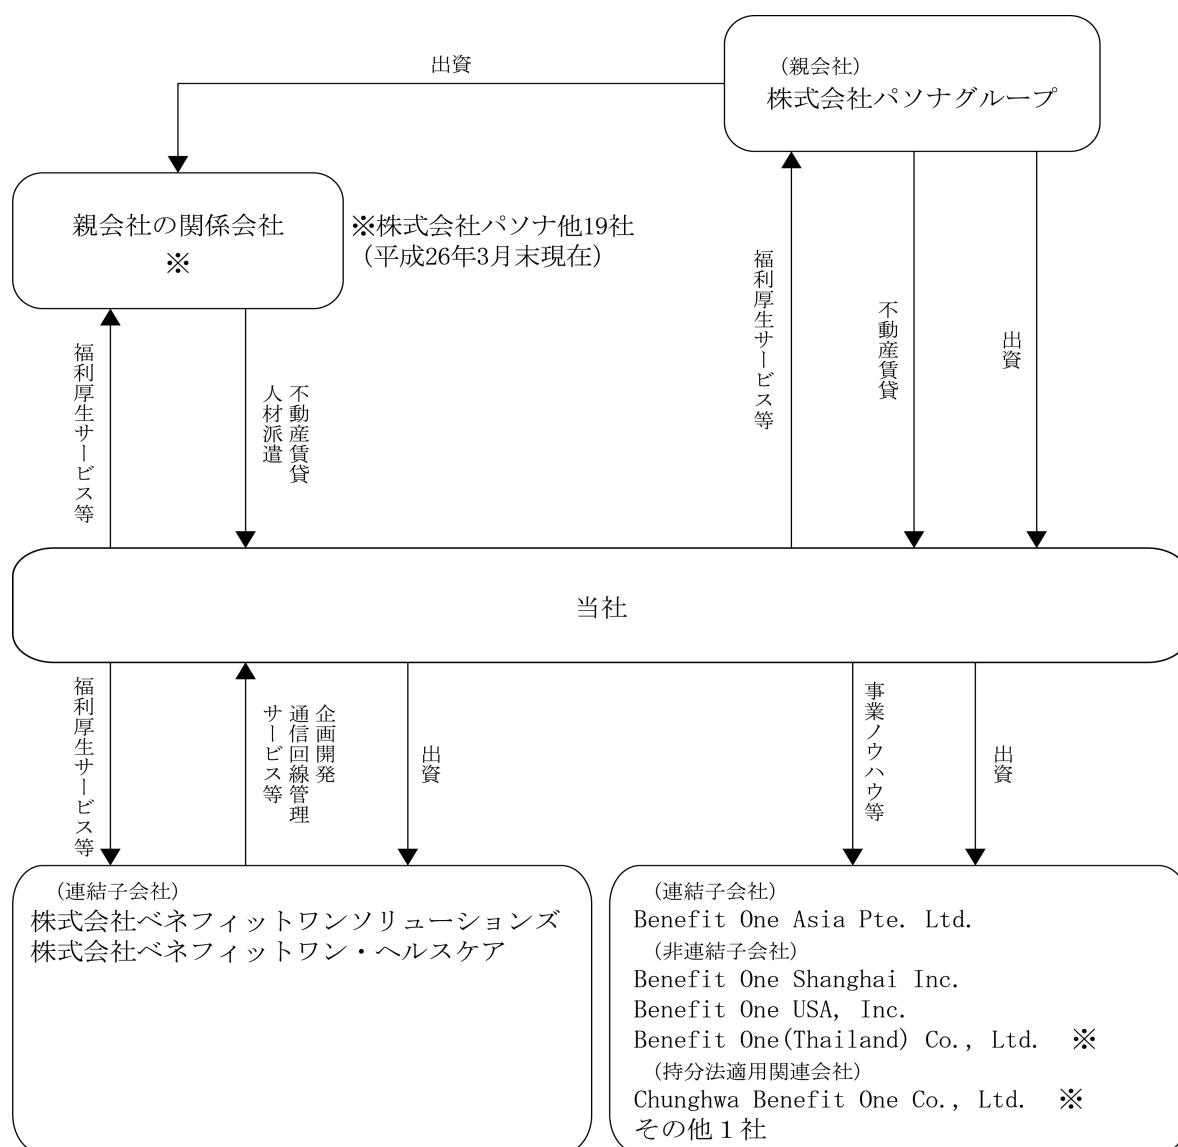 出資
（親会社）
株式会社パソナグループ
親会社の関係会社
※
※株式会社パソナ他19社
（平成26年3月末現在）
福利厚生サービス等
不動産賃貸
人材派遣
福利厚生サービス等
不動産賃貸
出資
当社
福利厚生サービス等
企画開発
通信回線管理
サービス等
出資
事業ノウハウ等
出資
（連結子会社）
株式会社ベネフィットワンソリューションズ
株式会社ベネフィットワン・ヘルスケア
（連結子会社）
Benefit One Asia Pte. Ltd.
（非連結子会社）
Benefit One Shanghai Inc.
Benefit One USA, Inc.
Benefit One(Thailand) Co., Ltd. ※
（持分法適用関連会社）
Chunghwa Benefit One Co., Ltd. ※
その他１社